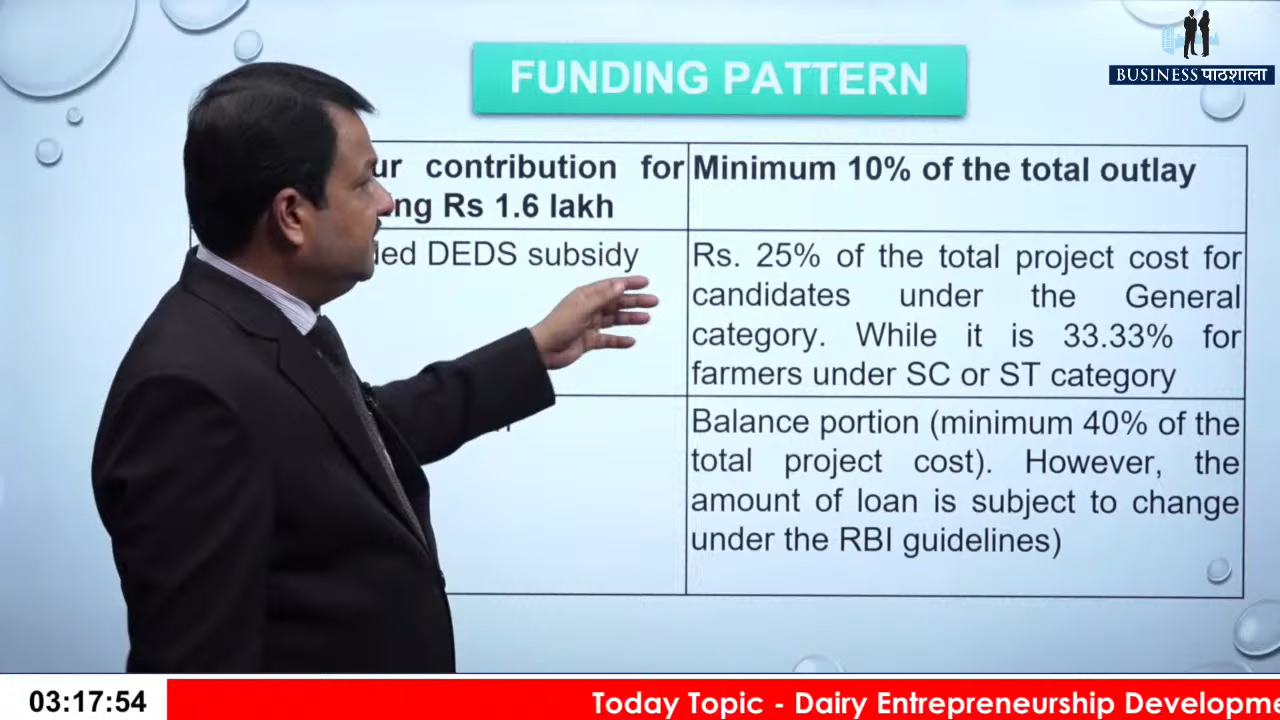 BUSINESS पाठशाला
FUNDING PATTERN
contribution for
Rs 1.6 lakh
DEDS subsidy
Minimum 10% of the total outlay
Rs. 25% of the total project cost for
candidates under the General
category. While it is 33.33% for
farmers under SC or ST category
Balance portion (minimum 40% of the
total project cost). However, the
amount of loan is subject to change
under the RBI guidelines)
03:17:54
Today Topic - Dairy Entrepreneurship Developme